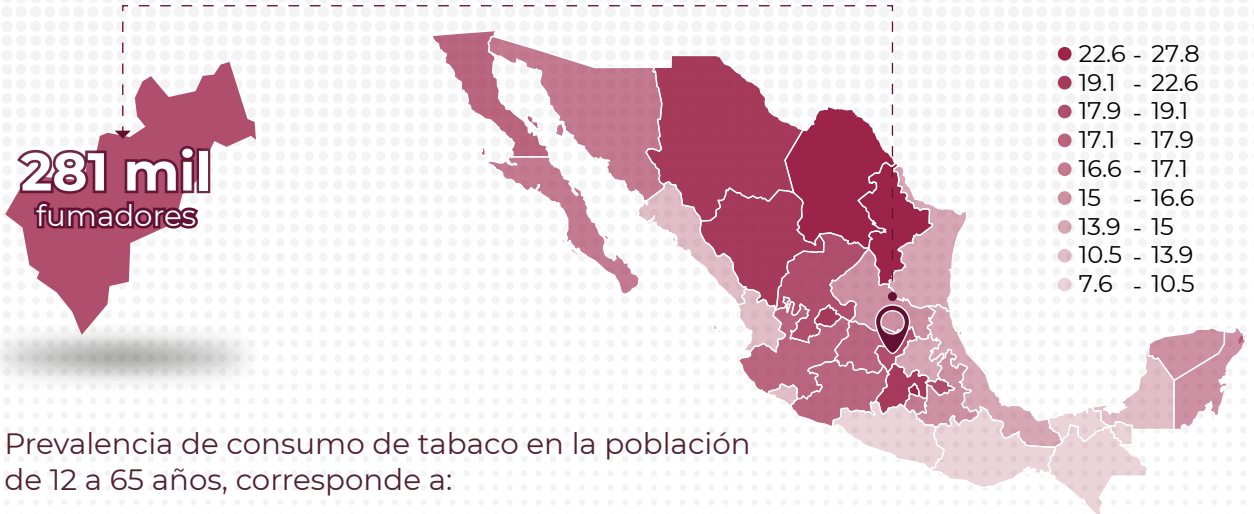 281 mil
fumadores
22.6 - 27.8
19.1 - 22.6
17.9 - 19.1
17.1 - 17.9
16.6 - 17.1
15 - 16.6
13.9 - 15
10.5 - 13.9
7.6 - 10.5
Prevalencia de consumo de tabaco en la población
de 12 a 65 años, corresponde a: